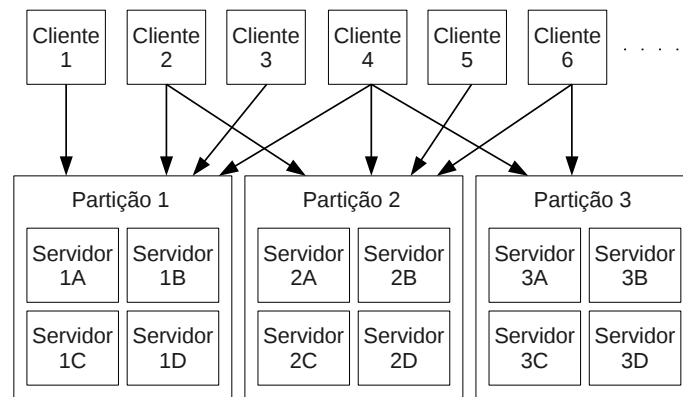 Cliente
1
Cliente
2
Cliente
3
Cliente
4
Cliente
5
Cliente
6
. . . .
Partição 1
Partição 2
Partição 3
Servidor
1A
Servidor
1B
Servidor
2A
Servidor
2B
Servidor
3A
Servidor
3B
Servidor
1C
Servidor
1D
Servidor
2C
Servidor
2D
Servidor
3C
Servidor
3D